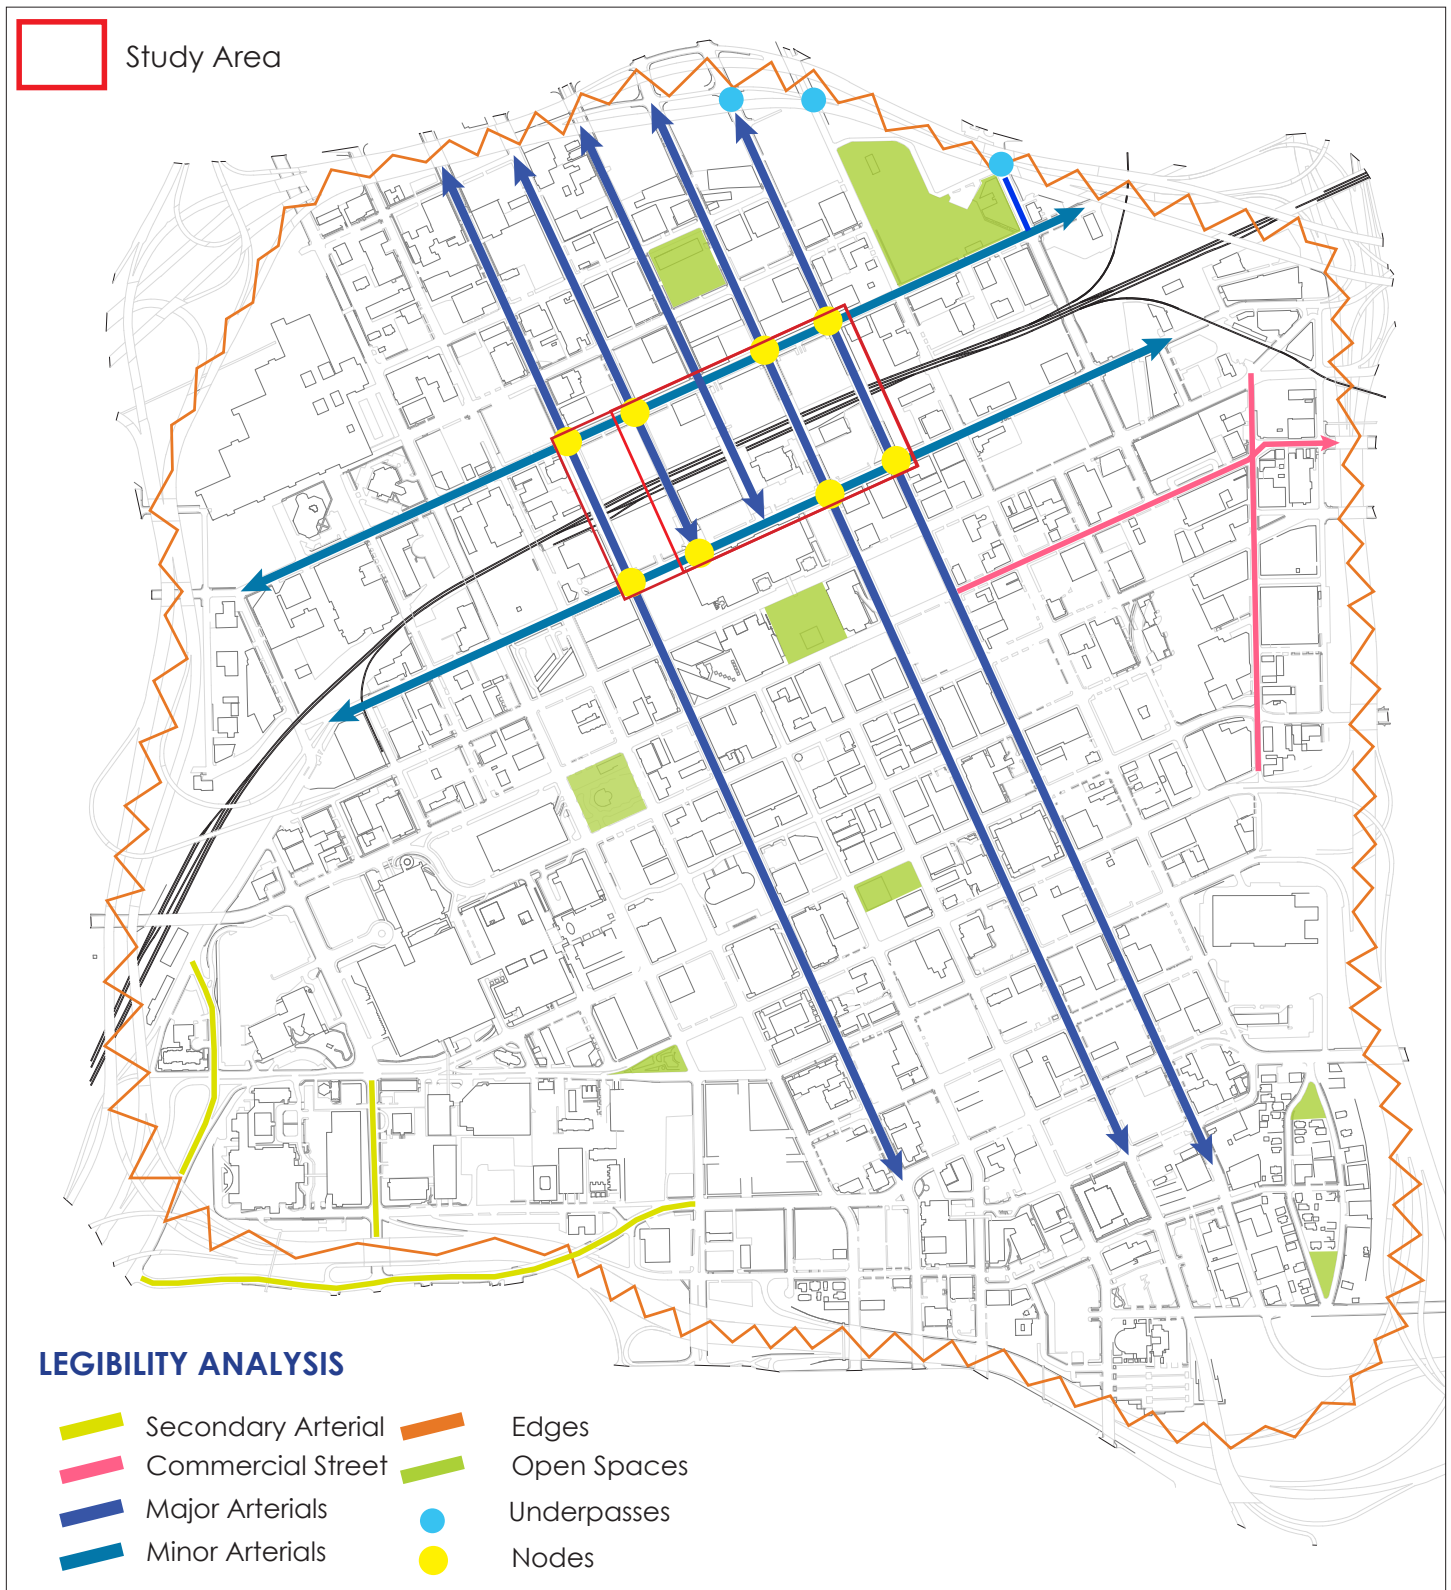 Study Area
LEGIBILITY ANALYSIS
Secondary Arterial
Edges
Commercial Street
Open Spaces
Major Arterials
Underpasses
Minor Arterials
Nodes